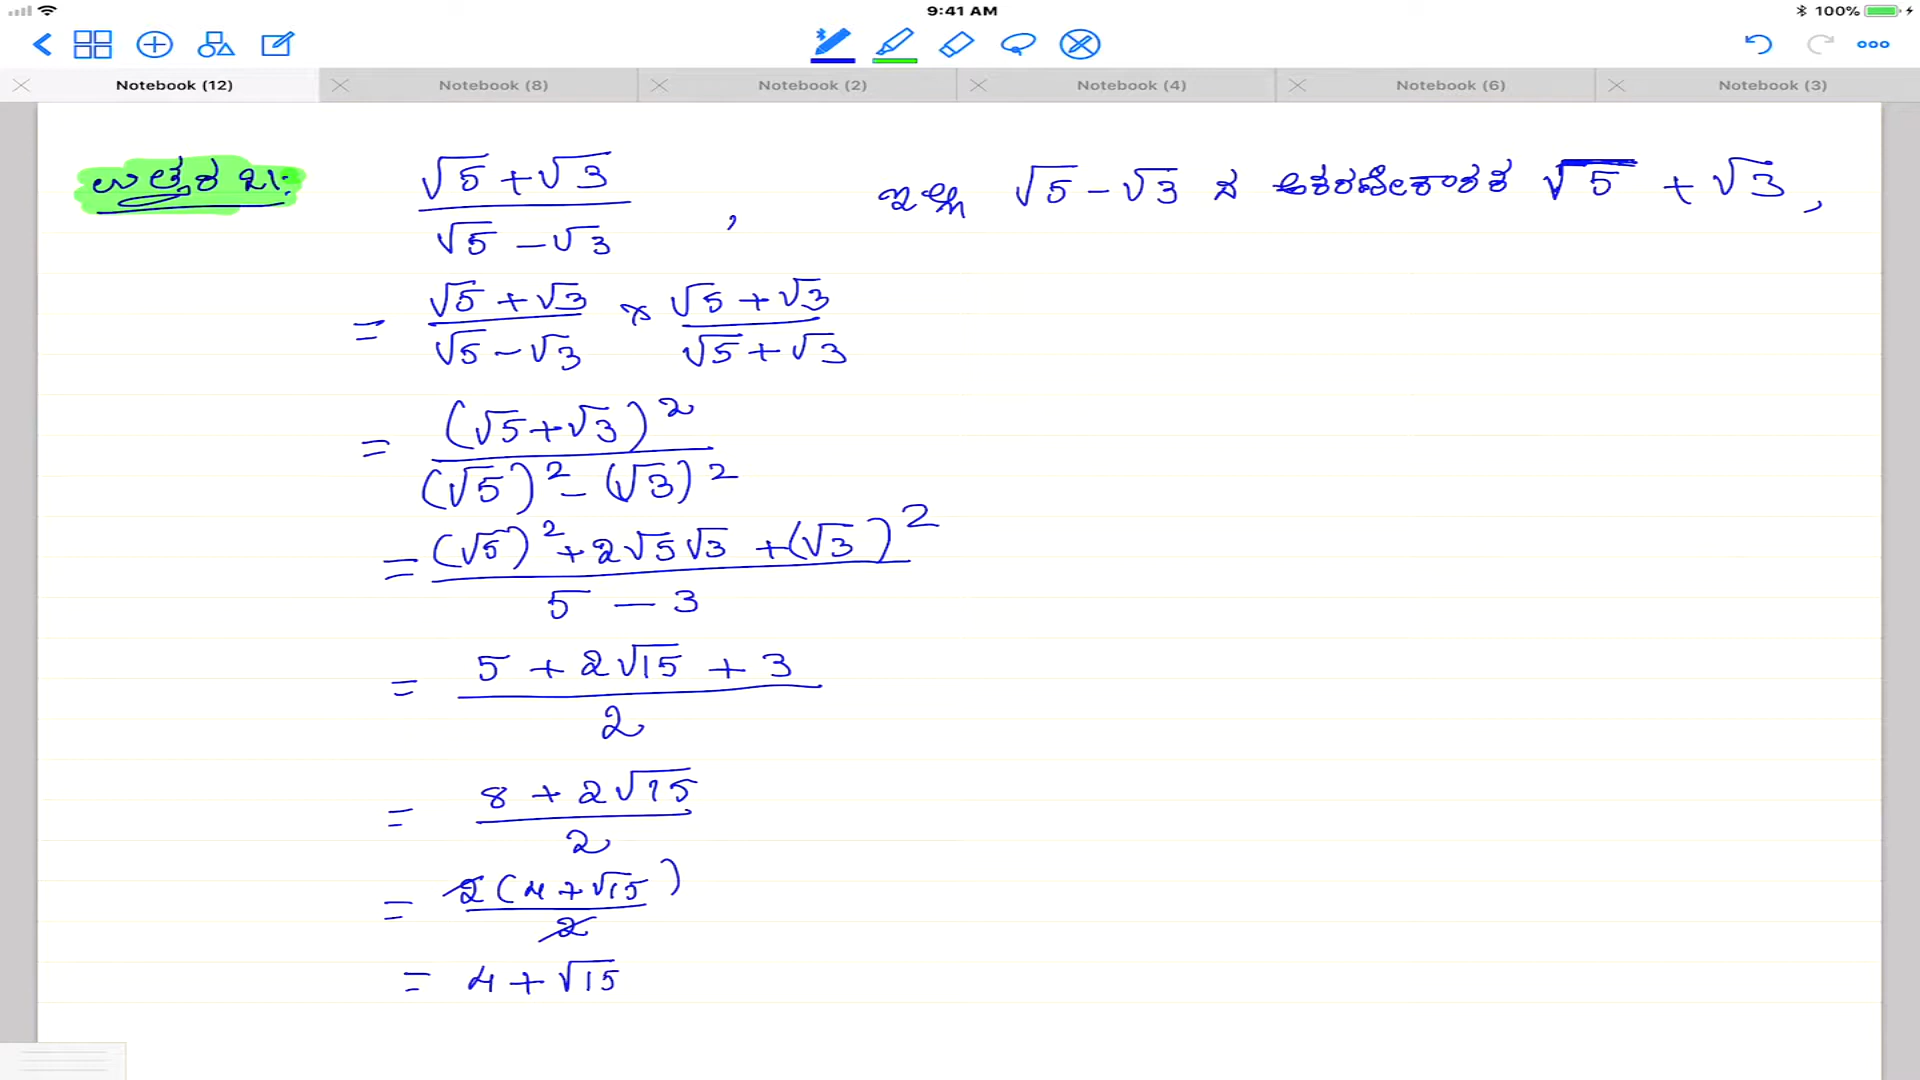 9:41 AM 100%
Notebook (12) Notebook (8) Notebook (2) Notebook (4) Notebook (6) Notebook (3)
ಉತ್ತರ 21: (√5 + √3)/(√5 − √3) , ಇಲ್ಲಿ √5 − √3 ನ ಅಕರಣೀಕಾರಕ √5 + √3 ,
= (√5 + √3)/(√5 − √3) × (√5 + √3)/(√5 + √3)
= (√5 + √3)²/((√5)² − (√3)²)
= ((√5)² + 2√5√3 + (√3)²)/(5 − 3)
= (5 + 2√15 + 3)/2
= (8 + 2√15)/2
= 2(4 + √15)/2
= 4 + √15